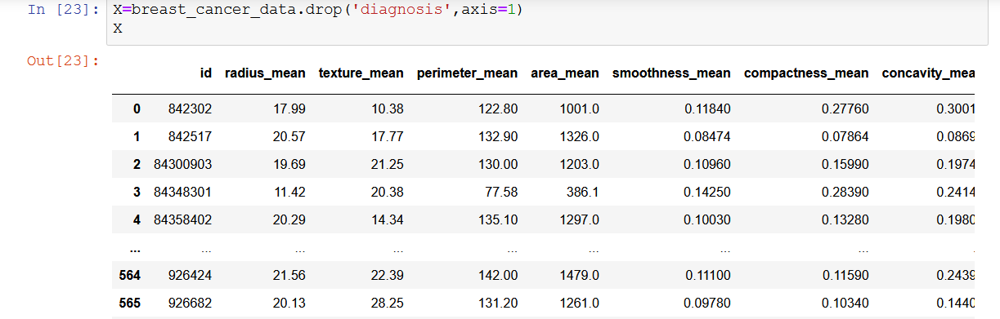 In [23]: X=breast_cancer_data.drop('diagnosis',axis=1)
X
Out[23]:
id radius_mean texture_mean perimeter_mean area_mean smoothness_mean compactness_mean concavity_mea
0 842302 17.99 10.38 122.80 1001.0 0.11840 0.27760 0.3001
1 842517 20.57 17.77 132.90 1326.0 0.08474 0.07864 0.0869
2 84300903 19.69 21.25 130.00 1203.0 0.10960 0.15990 0.1974
3 84348301 11.42 20.38 77.58 386.1 0.14250 0.28390 0.2414
4 84358402 20.29 14.34 135.10 1297.0 0.10030 0.13280 0.1980
... ... ... ... ... ... ... ... .
564 926424 21.56 22.39 142.00 1479.0 0.11100 0.11590 0.2439
565 926682 20.13 28.25 131.20 1261.0 0.09780 0.10340 0.1440